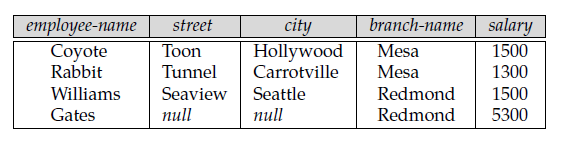 employee-name street city branch-name salary
Coyote Toon Hollywood Mesa 1500
Rabbit Tunnel Carrotville Mesa 1300
Williams Seaview Seattle Redmond 1500
Gates null null Redmond 5300